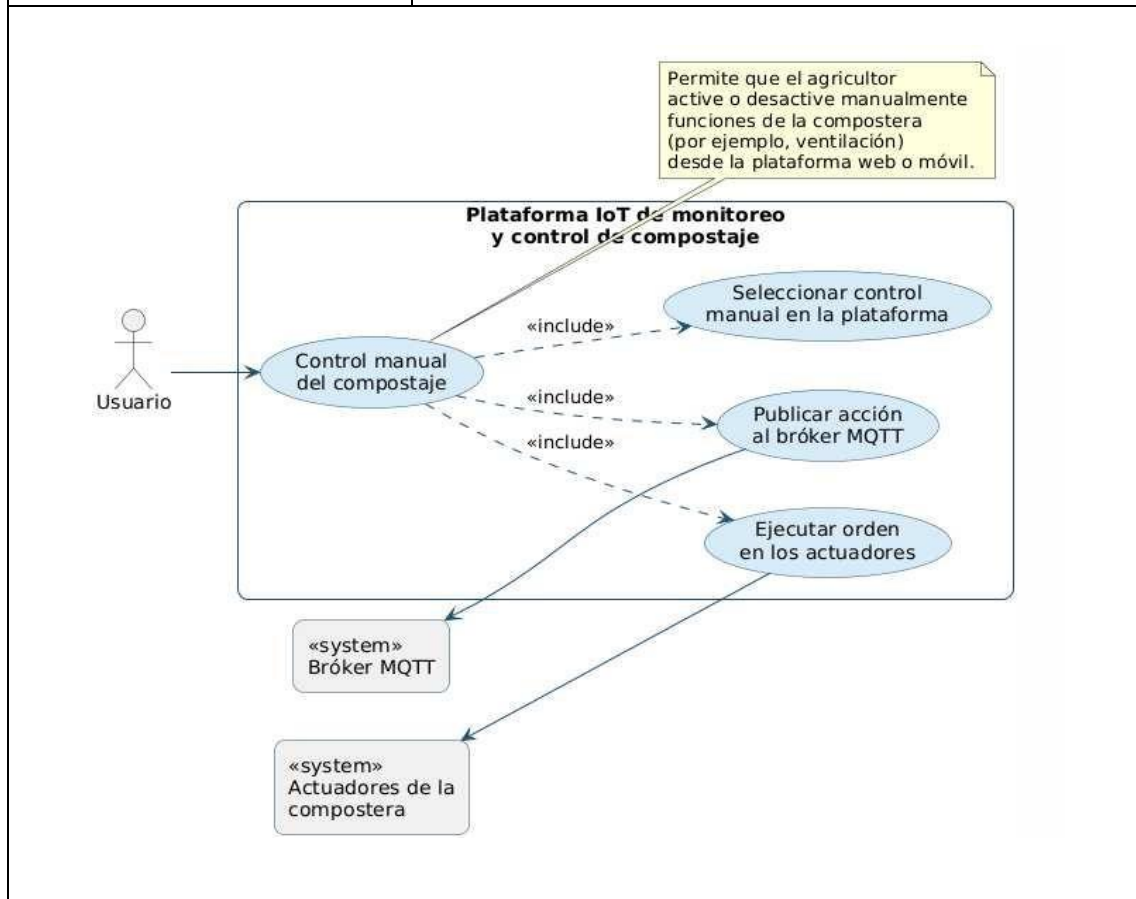 Permite que el agricultor
active o desactive manualmente
funciones de la compostera
(por ejemplo, ventilación)
desde la plataforma web o móvil.
Plataforma IoT de monitoreo
y control de compostaje
Seleccionar control
manual en la plataforma
«include»
Control manual
del compostaje
Usuario
«include»
Publicar acción
al bróker MQTT
«include»
Ejecutar orden
en los actuadores
«system»
Bróker MQTT
«system»
Actuadores de la
compostera